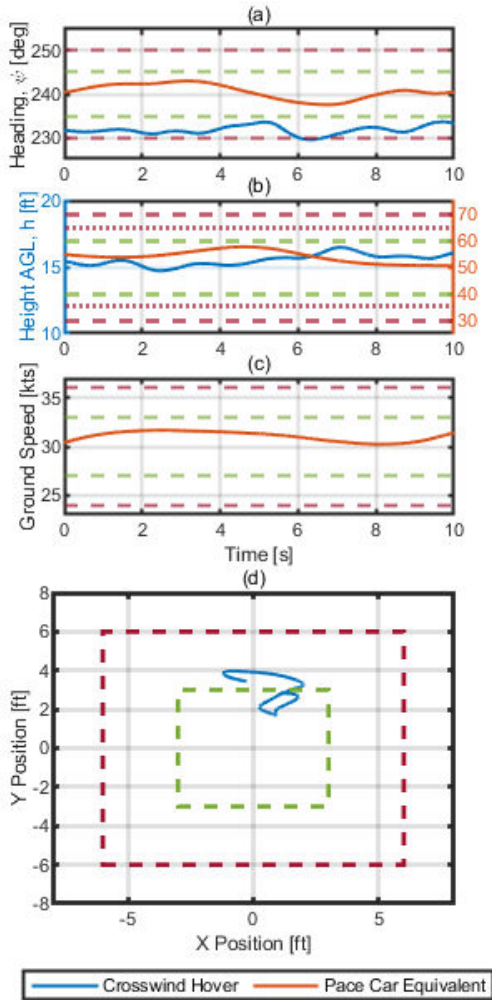 (a)
Heading, ψ [deg]
250
240
230
0 2 4 6 8 10
(b)
Height AGL, h [ft]
20
15
10
70
60
50
40
30
0 2 4 6 8 10
(c)
Ground Speed [kts]
35
30
25
0 2 4 6 8 10
Time [s]
(d)
Y Position [ft]
8
6
4
2
0
-2
-4
-6
-8
-5 0 5
X Position [ft]
Crosswind Hover Pace Car Equivalent